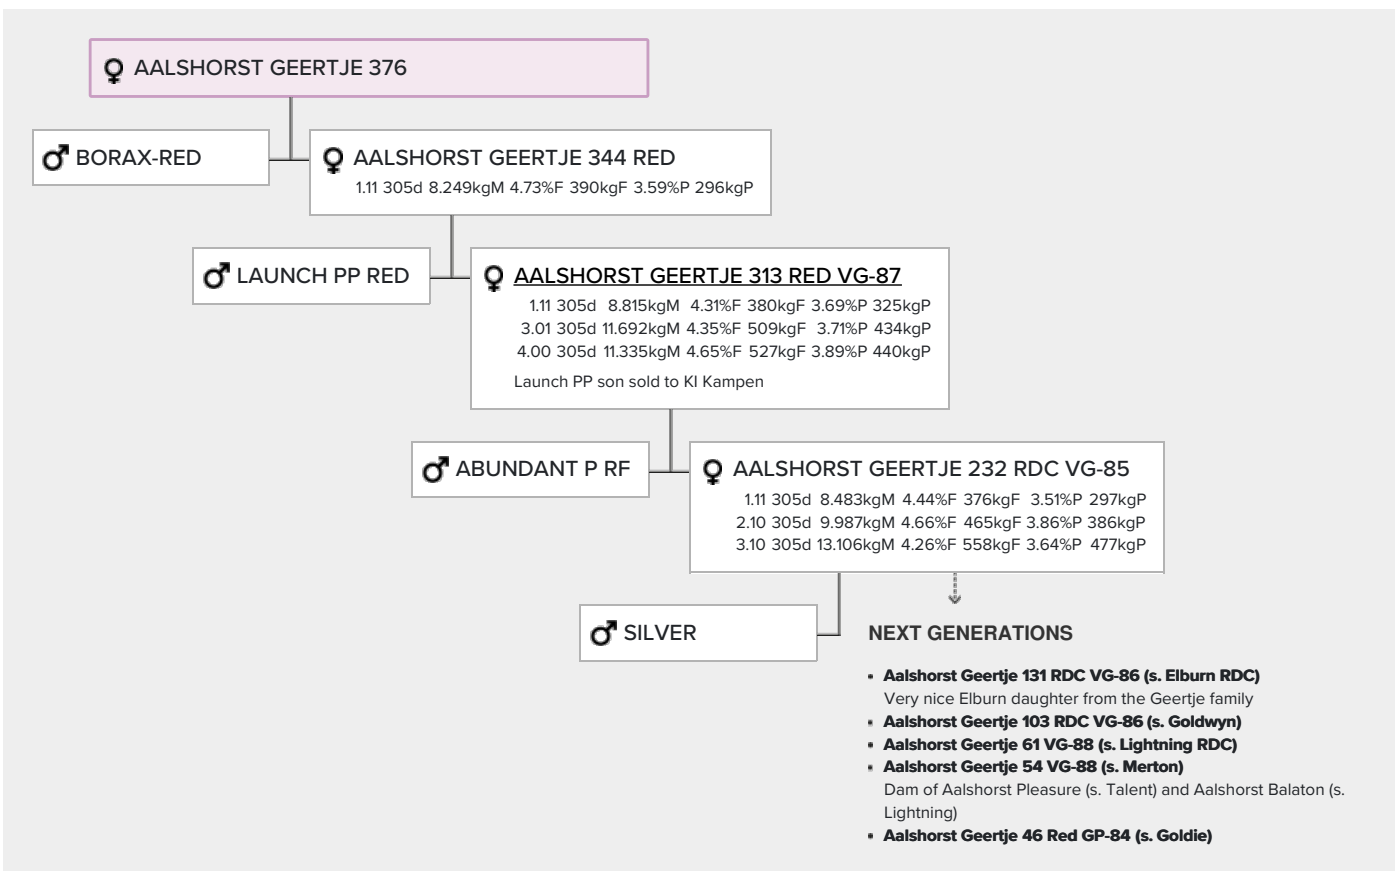 AALSHORST GEERTJE 376
BORAX-RED
AALSHORST GEERTJE 344 RED
1.11 305d 8.249kgM 4.73%F 390kgF 3.59%P 296kgP
LAUNCH PP RED
AALSHORST GEERTJE 313 RED VG-87
1.11 305d 8.815kgM 4.31%F 380kgF 3.69%P 325kgP
3.01 305d 11.692kgM 4.35%F 509kgF 3.71%P 434kgP
4.00 305d 11.335kgM 4.65%F 527kgF 3.89%P 440kgP
Launch PP son sold to KI Kampen
ABUNDANT P RF
AALSHORST GEERTJE 232 RDC VG-85
1.11 305d 8.483kgM 4.44%F 376kgF 3.51%P 297kgP
2.10 305d 9.987kgM 4.66%F 465kgF 3.86%P 386kgP
3.10 305d 13.106kgM 4.26%F 558kgF 3.64%P 477kgP
SILVER
NEXT GENERATIONS
• Aalshorst Geertje 131 RDC VG-86 (s. Elburn RDC)
Very nice Elburn daughter from the Geertje family
• Aalshorst Geertje 103 RDC VG-86 (s. Goldwyn)
• Aalshorst Geertje 61 VG-88 (s. Lightning RDC)
• Aalshorst Geertje 54 VG-88 (s. Merton)
Dam of Aalshorst Pleasure (s. Talent) and Aalshorst Balaton (s.
Lightning)
• Aalshorst Geertje 46 Red GP-84 (s. Goldie)